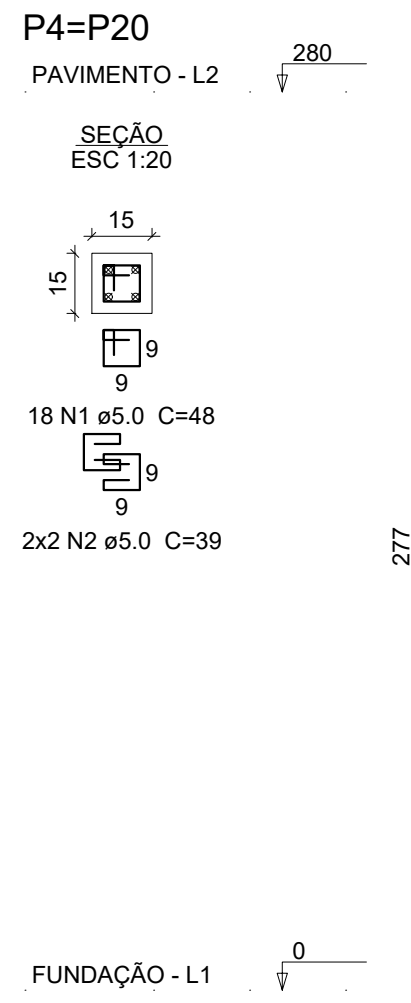 P4=P20
280
PAVIMENTO - L2
SEÇÃO
ESC 1:20
15
15
9
9
18 N1 ø5.0 C=48
9
9
2x2 N2 ø5.0 C=39
277
0
FUNDAÇÃO - L1